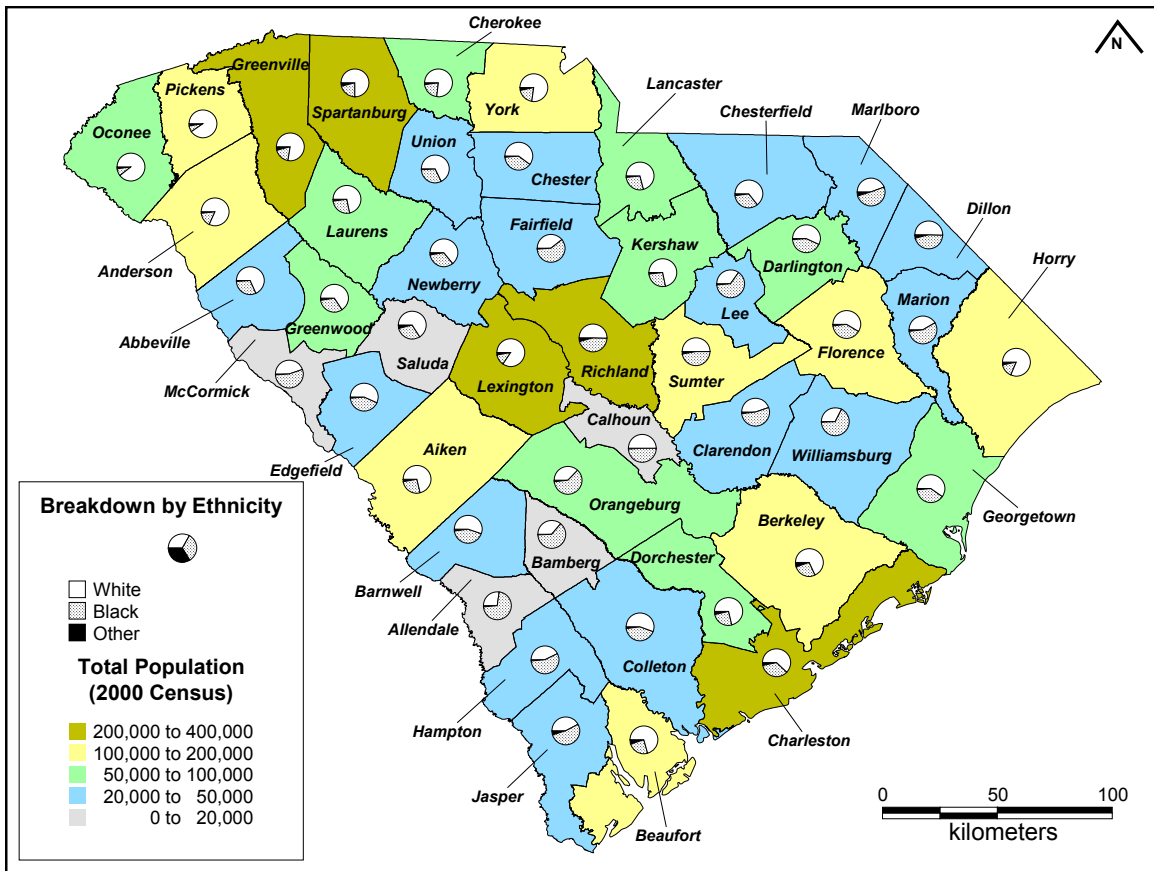 Cherokee
N
Greenville
Pickens
Lancaster
Spartanburg
York
Chesterfield
Marlboro
Oconee
Union
Chester
Dillon
Laurens
Fairfield
Kershaw
Darlington
Horry
Anderson
Newberry
Marion
Lee
Abbeville
Greenwood
Florence
Saluda
Richland
McCormick
Lexington
Sumter
Calhoun
Aiken
Clarendon
Williamsburg
Edgefield
Orangeburg
Georgetown
Berkeley
Dorchester
Bamberg
Barnwell
Allendale
Colleton
Hampton
Charleston
Jasper
Beaufort
Breakdown by Ethnicity
White
Black
Other
Total Population
(2000 Census)
200,000 to 400,000
100,000 to 200,000
50,000 to 100,000
20,000 to 50,000
0 to 20,000
0 50 100
kilometers